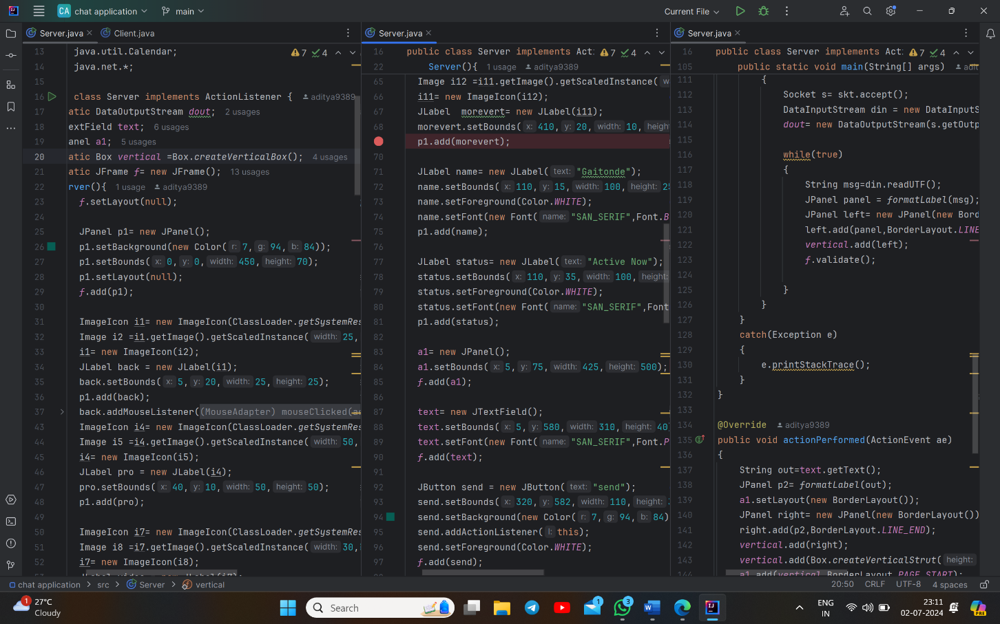 CA chat application main Current File
Server.java Client.java
13 java.util.Calendar; 7 4
14 java.net.*;
15
16 class Server implements ActionListener { aditya9389
17 atic DataOutputStream dout; 2 usages
18 extField text; 6 usages
19 anel a1; 5 usages
20 atic Box vertical =Box.createVerticalBox(); 4 usages
21 atic JFrame f= new JFrame(); 13 usages
22 rver(){ 1 usage aditya9389
23 f.setLayout(null);
24
25 JPanel p1= new JPanel();
26 p1.setBackground(new Color( r: 7, g: 94, b: 84));
27 p1.setBounds( x: 0, y: 0, width: 450, height: 70);
28 p1.setLayout(null);
29 f.add(p1);
30
31 ImageIcon i1= new ImageIcon(ClassLoader.getSystemRes
32 Image i2 =i1.getImage().getScaledInstance( width: 25,
33 i1= new ImageIcon(i2);
34 JLabel back = new JLabel(i1);
35 back.setBounds( x: 5, y: 20, width: 25, height: 25);
36 p1.add(back);
37 back.addMouseListener((MouseAdapter) mouseClicked(
43 ImageIcon i4= new ImageIcon(ClassLoader.getSystemRes
44 Image i5 =i4.getImage().getScaledInstance( width: 50,
45 i4= new ImageIcon(i5);
46 JLabel pro = new JLabel(i4);
47 pro.setBounds( x: 40, y: 10, width: 50, height: 50);
48 p1.add(pro);
49
50 ImageIcon i7= new ImageIcon(ClassLoader.getSystemRes
51 Image i8 =i7.getImage().getScaledInstance( width: 30,
52 i7= new ImageIcon(i8);
Server.java
16 public class Server implements Act 7 4
22 Server(){ 1 usage aditya9389
65 Image i12 =i11.getImage().getScaledInstance( w
66 i11= new ImageIcon(i12);
67 JLabel morevert= new JLabel(i11);
68 morevert.setBounds( x: 410, y: 20, width: 10, height
p1.add(morevert);
70
71 JLabel name= new JLabel( text: "Gaitonde");
72 name.setBounds( x: 110, y: 15, width: 100, height: 25
73 name.setForeground(Color.WHITE);
74 name.setFont(new Font( name: "SAN_SERIF",Font.B
75 p1.add(name);
76
77 JLabel status= new JLabel( text: "Active Now");
78 status.setBounds( x: 110, y: 35, width: 100, height:
79 status.setForeground(Color.WHITE);
80 status.setFont(new Font( name: "SAN_SERIF",Font
81 p1.add(status);
82
83 a1= new JPanel();
84 a1.setBounds( x: 5, y: 75, width: 425, height: 500);
85 f.add(a1);
86
87 text= new JTextField();
88 text.setBounds( x: 5, y: 580, width: 310, height: 40
89 text.setFont(new Font( name: "SAN_SERIF",Font.P
90 f.add(text);
91
92 JButton send = new JButton( text: "send");
93 send.setBounds( x: 320, y: 582, width: 110, height:
94 send.setBackground(new Color( r: 7, g: 94, b: 84)
95 send.addActionListener( l: this);
96 send.setForeground(Color.WHITE);
97 f.add(send);
Server.java
16 public class Server implements Act 7 4
105 public static void main(String[] args) adit
111 {
112 Socket s= skt.accept();
113 DataInputStream din = new DataInputS
114 dout= new DataOutputStream(s.getOutp
115
116 while(true)
117 {
118 String msg=din.readUTF();
119 JPanel panel = formatLabel(msg);
120 JPanel left= new JPanel(new Bord
121 left.add(panel,BorderLayout.LINE
122 vertical.add(left);
123 f.validate();
124
125 }
126 }
127 }
128 catch(Exception e)
129 {
130 e.printStackTrace();
131 }
132 }
133
134 @Override aditya9389
135 public void actionPerformed(ActionEvent ae)
136 {
137 String out=text.getText();
138 JPanel p2= formatLabel(out);
139 a1.setLayout(new BorderLayout());
140 JPanel right= new JPanel(new BorderLayout())
141 right.add(p2,BorderLayout.LINE_END);
142 vertical.add(right);
143 vertical.add(Box.createVerticalStrut( height:
144 a1.add(vertical,BorderLayout.PAGE_START);
chat application > src > Server > vertical 20:50 CRLF UTF-8 4 spaces
1 27°C
Cloudy
Search
1
3
ENG
IN
23:11
02-07-2024
PRE